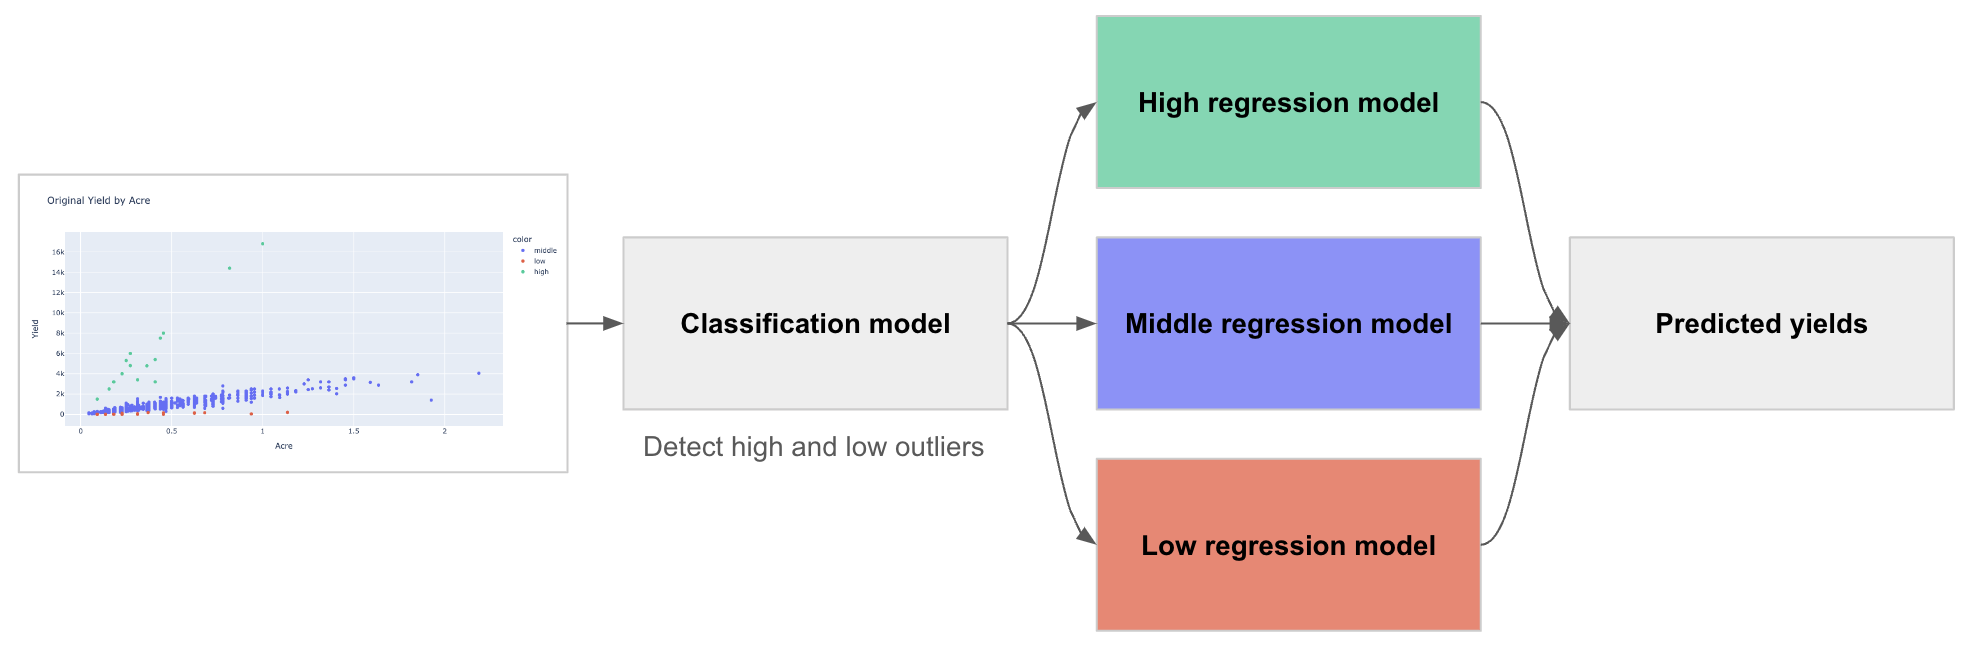 Original Yield by Acre
color
middle
low
high
16k
14k
12k
10k
8k
6k
4k
2k
0
Yield
0
0.5
1
1.5
2
Acre
Classification model
Detect high and low outliers
High regression model
Middle regression model
Low regression model
Predicted yields